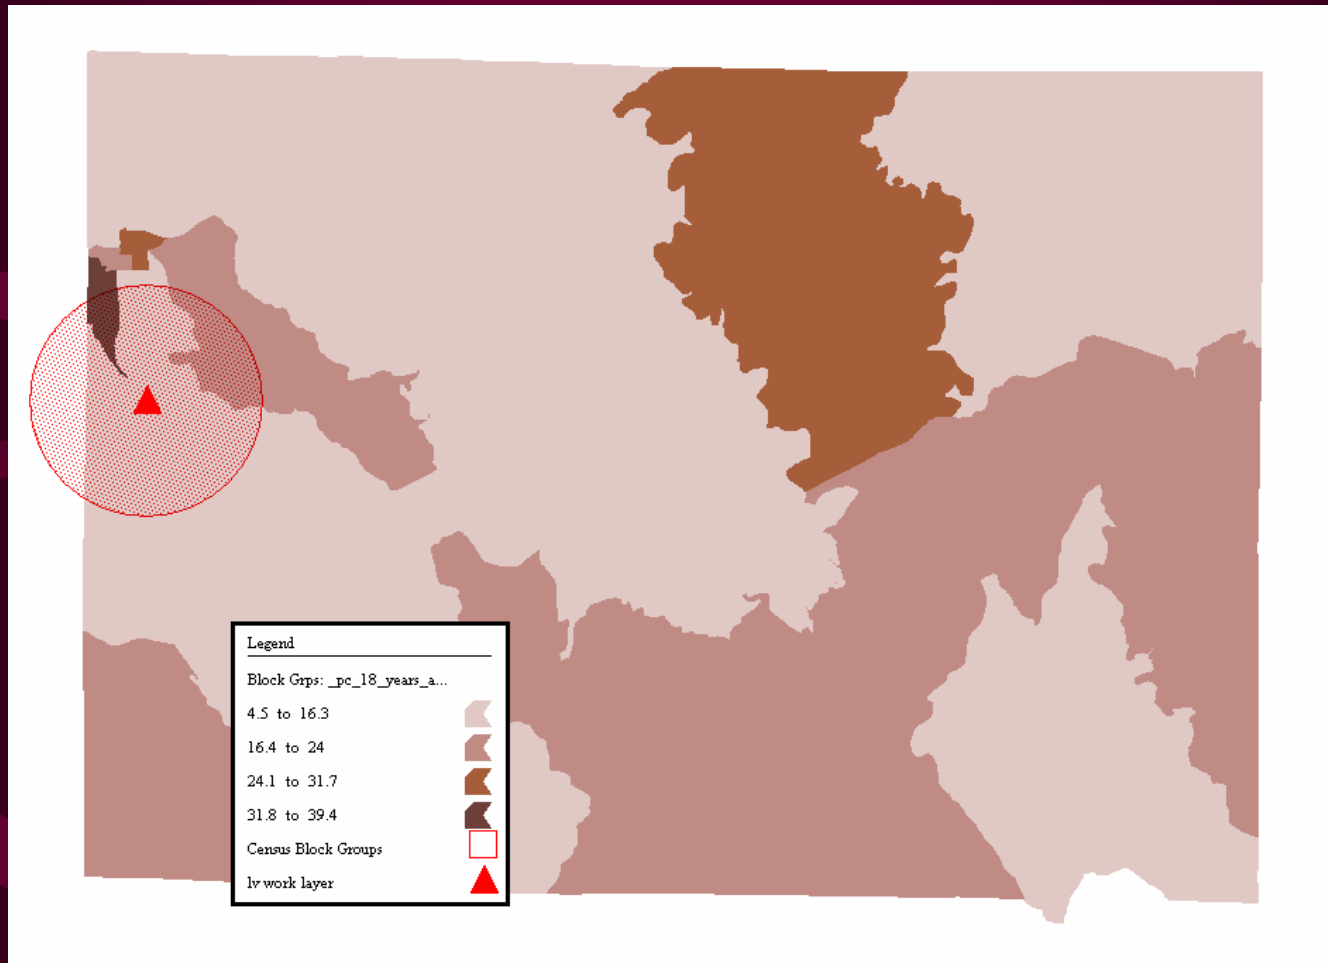 Legend
Block Grps: _pc_18_years_a...
4.5 to 16.3
16.4 to 24
24.1 to 31.7
31.8 to 39.4
Census Block Groups
lv work layer